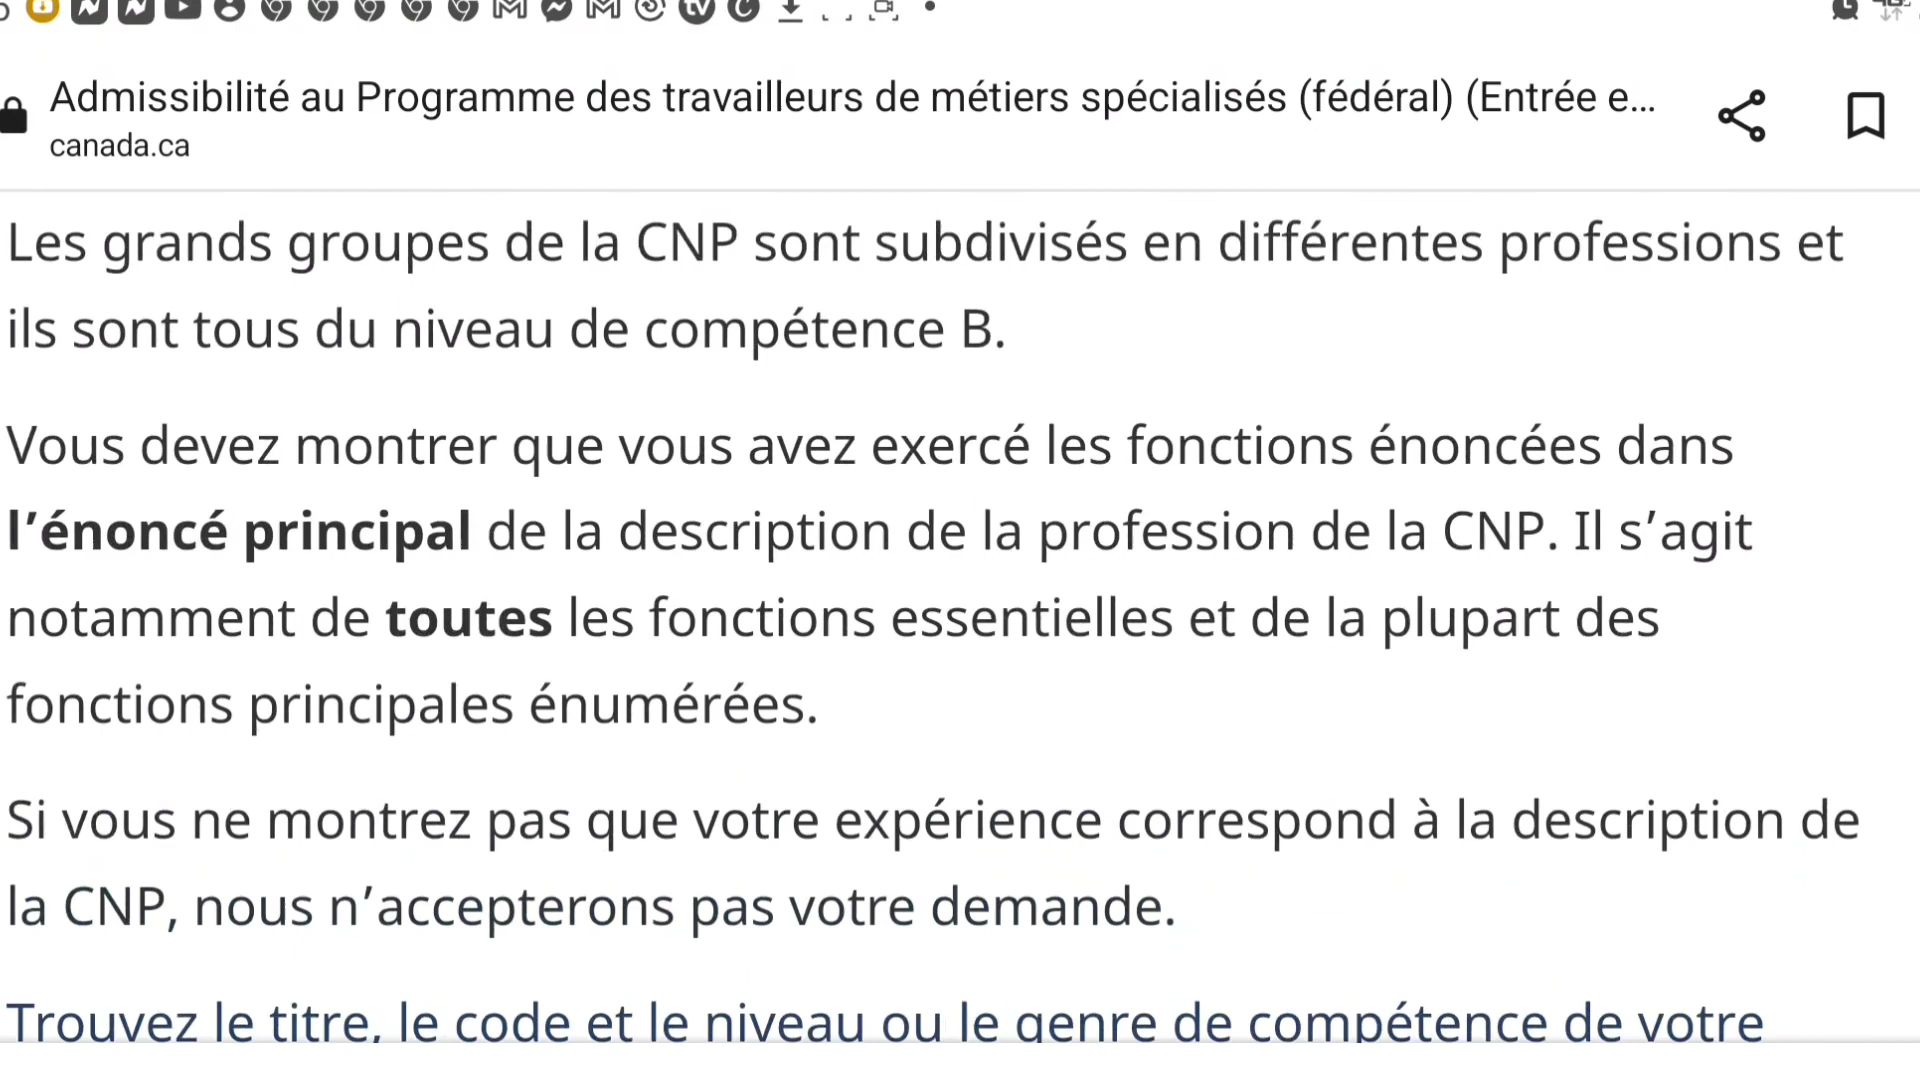 Admissibilité au Programme des travailleurs de métiers spécialisés (fédéral) (Entrée e...
canada.ca
Les grands groupes de la CNP sont subdivisés en différentes professions et
ils sont tous du niveau de compétence B.
Vous devez montrer que vous avez exercé les fonctions énoncées dans
l’énoncé principal de la description de la profession de la CNP. Il s’agit
notamment de toutes les fonctions essentielles et de la plupart des
fonctions principales énumérées.
Si vous ne montrez pas que votre expérience correspond à la description de
la CNP, nous n’accepterons pas votre demande.
Trouvez le titre, le code et le niveau ou le genre de compétence de votre